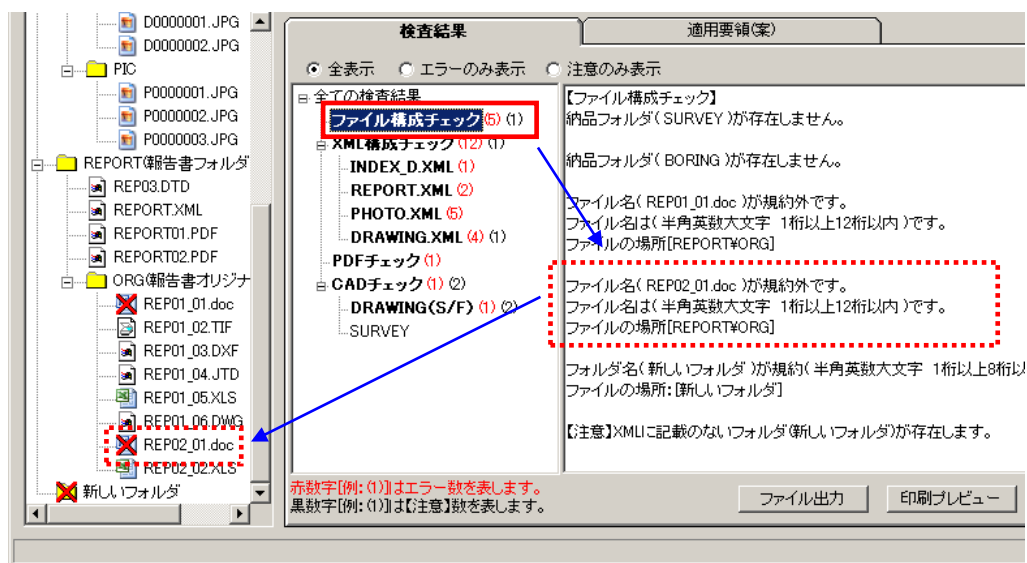 D0000001.JPG
D0000002.JPG
PIC
P0000001.JPG
P0000002.JPG
P0000003.JPG
REPORT(報告書フォルダ
REP03.DTD
REPORT.XML
REPORT01.PDF
REPORT02.PDF
ORG(報告書オリジナ
REP01_01.doc
REP01_02.TIF
REP01_03.DXF
REP01_04.JTD
REP01_05.XLS
REP01_06.DWG
REP02_01.doc
REP02_02.XLS
新しいフォルダ
検査結果
適用要領(案)
全表示 エラーのみ表示 注意のみ表示
全ての検査結果
ファイル構成チェック(5) (1)
XML構成チェック(12) (1)
INDEX_D.XML (1)
REPORT.XML (2)
PHOTO.XML (5)
DRAWING.XML (4) (1)
PDFチェック(1)
CADチェック(1) (2)
DRAWING(S/F) (1) (2)
SURVEY
【ファイル構成チェック】
納品フォルダ( SURVEY )が存在しません。
納品フォルダ( BORING )が存在しません。
ファイル名( REP01_01.doc )が規約外です。
ファイル名は( 半角英数大文字 1桁以上12桁以内 )です。
ファイルの場所[REPORT¥ORG]
ファイル名( REP02_01.doc )が規約外です。
ファイル名は( 半角英数大文字 1桁以上12桁以内 )です。
ファイルの場所[REPORT¥ORG]
フォルダ名( 新しいフォルダ )が規約( 半角英数大文字 1桁以上8桁以
ファイルの場所:[新しいフォルダ]
【注意】XMLに記載のないフォルダ(新しいフォルダ)が存在します。
赤数字[例: (1)]はエラー数を表します。
黒数字[例: (1)]は【注意】数を表します。
ファイル出力
印刷プレビュー